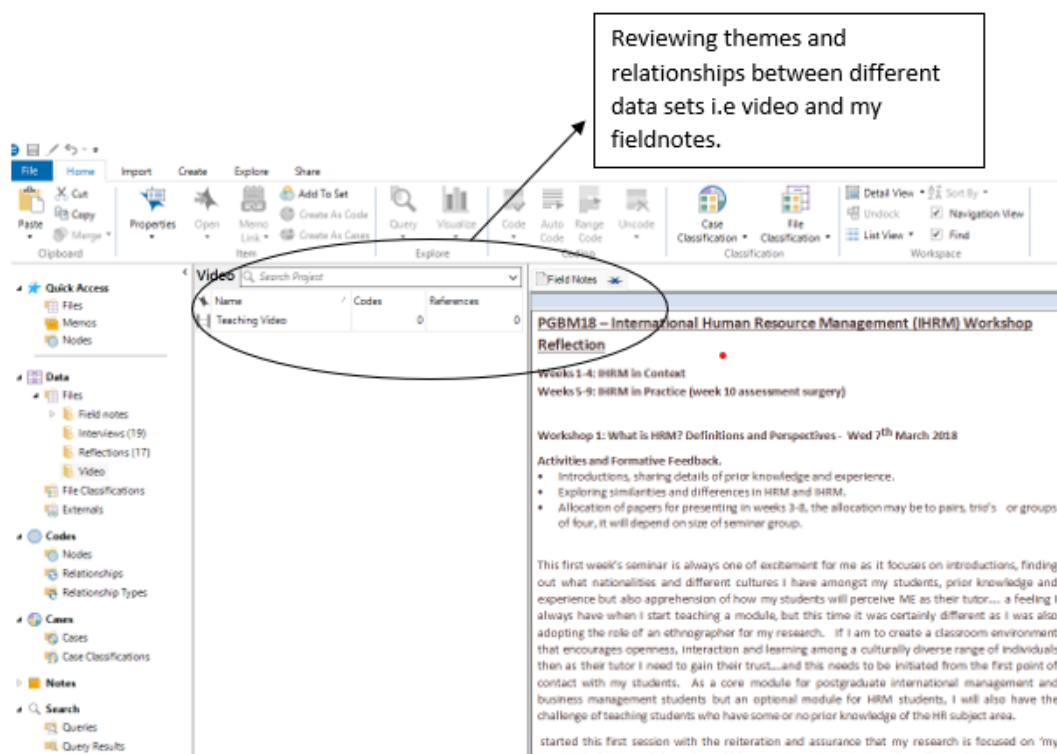 Reviewing themes and
relationships between different
data sets i.e video and my
fieldnotes.
File Home Import Create Explore Share
Cut
Copy
Merge
Paste
Clipboard
Properties
Open
Memo Link
Add To Set
Create As Code
Create As Cases
Item
Query
Visualize
Explore
Code
Auto Code
Range Code
Uncode
Case Classification
File Classification
Classification
Detail View
List View
Sort By
Undock
Navigation View
Find
Workspace
Quick Access
Files
Memos
Nodes
Data
Files
Field notes
Interviews (19)
Reflections (17)
Video
File Classifications
Externals
Codes
Nodes
Relationships
Relationship Types
Cases
Cases
Case Classifications
Notes
Search
Queries
Query Results
Video Search Project
Name Codes References
Teaching Video 0 0
Field Notes
PGBM18 – International Human Resource Management (IHRM) Workshop
Reflection
Weeks 1-4: IHRM in Context
Weeks 5-9: IHRM in Practice (week 10 assessment surgery)
Workshop 1: What is HRM? Definitions and Perspectives - Wed 7th March 2018
Activities and Formative Feedback.
• Introductions, sharing details of prior knowledge and experience.
• Exploring similarities and differences in HRM and IHRM.
• Allocation of papers for presenting in weeks 3-8, the allocation may be to pairs, trio's or groups
of four, it will depend on size of seminar group.
This first week's seminar is always one of excitement for me as it focuses on introductions, finding
out what nationalities and different cultures I have amongst my students, prior knowledge and
experience but also apprehension of how my students will perceive ME as their tutor.... a feeling I
always have when I start teaching a module, but this time it was certainly different as I was also
adopting the role of an ethnographer for my research. If I am to create a classroom environment
that encourages openness, interaction and learning among a culturally diverse range of individuals
then as their tutor I need to gain their trust....and this needs to be initiated from the first point of
contact with my students. As a core module for postgraduate international management and
business management students but an optional module for HRM students, I will also have the
challenge of teaching students who have some or no prior knowledge of the HR subject area.
started this first session with the reiteration and assurance that my research is focused on 'my